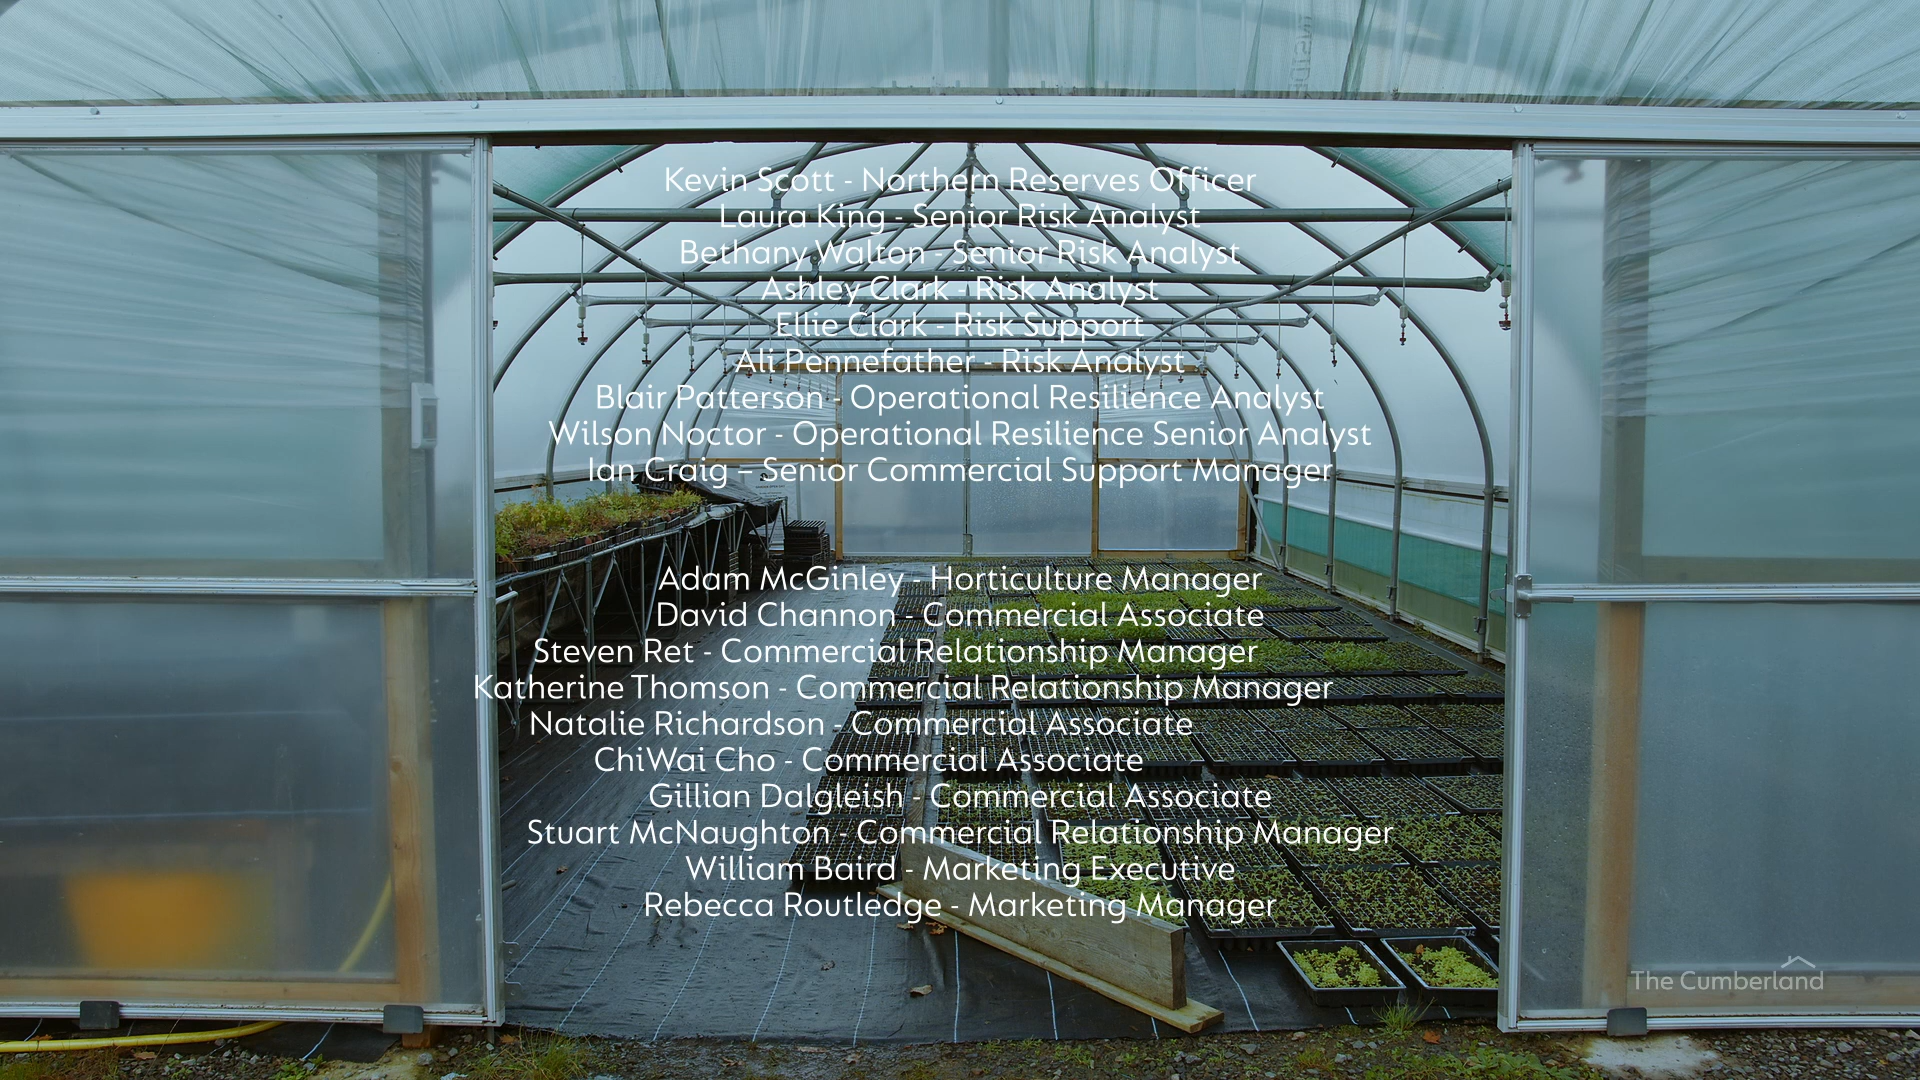 Kevin Scott - Northern Reserves Officer
Laura King - Senior Risk Analyst
Bethany Walton - Senior Risk Analyst
Ashley Clark - Risk Analyst
Ellie Clark - Risk Support
Ali Pennefather - Risk Analyst
Blair Patterson - Operational Resilience Analyst
Wilson Noctor - Operational Resilience Senior Analyst
Ian Craig – Senior Commercial Support Manager
Adam McGinley - Horticulture Manager
David Channon - Commercial Associate
Steven Ret - Commercial Relationship Manager
Katherine Thomson - Commercial Relationship Manager
Natalie Richardson - Commercial Associate
ChiWai Cho - Commercial Associate
Gillian Dalgleish - Commercial Associate
Stuart McNaughton - Commercial Relationship Manager
William Baird - Marketing Executive
Rebecca Routledge - Marketing Manager
The Cumberland